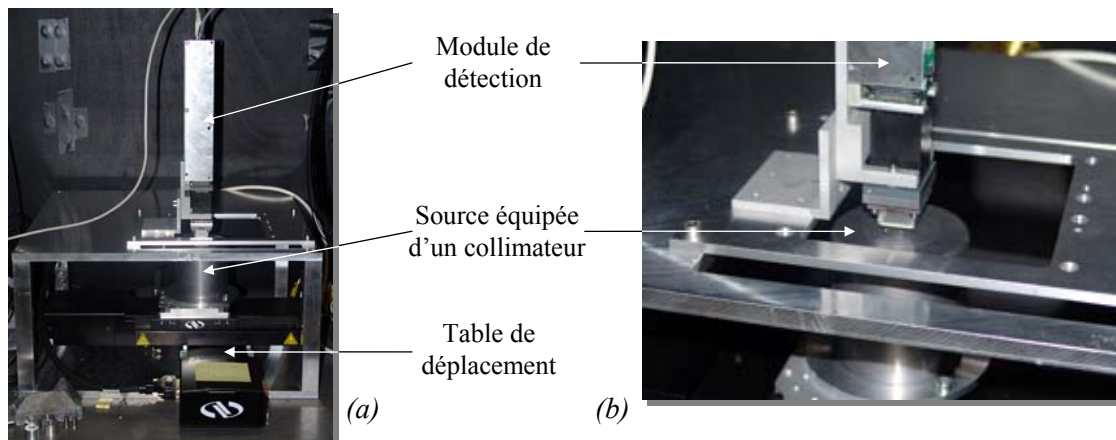 Module de
détection
Source équipée
d'un collimateur
Table de
déplacement
(a)
(b)